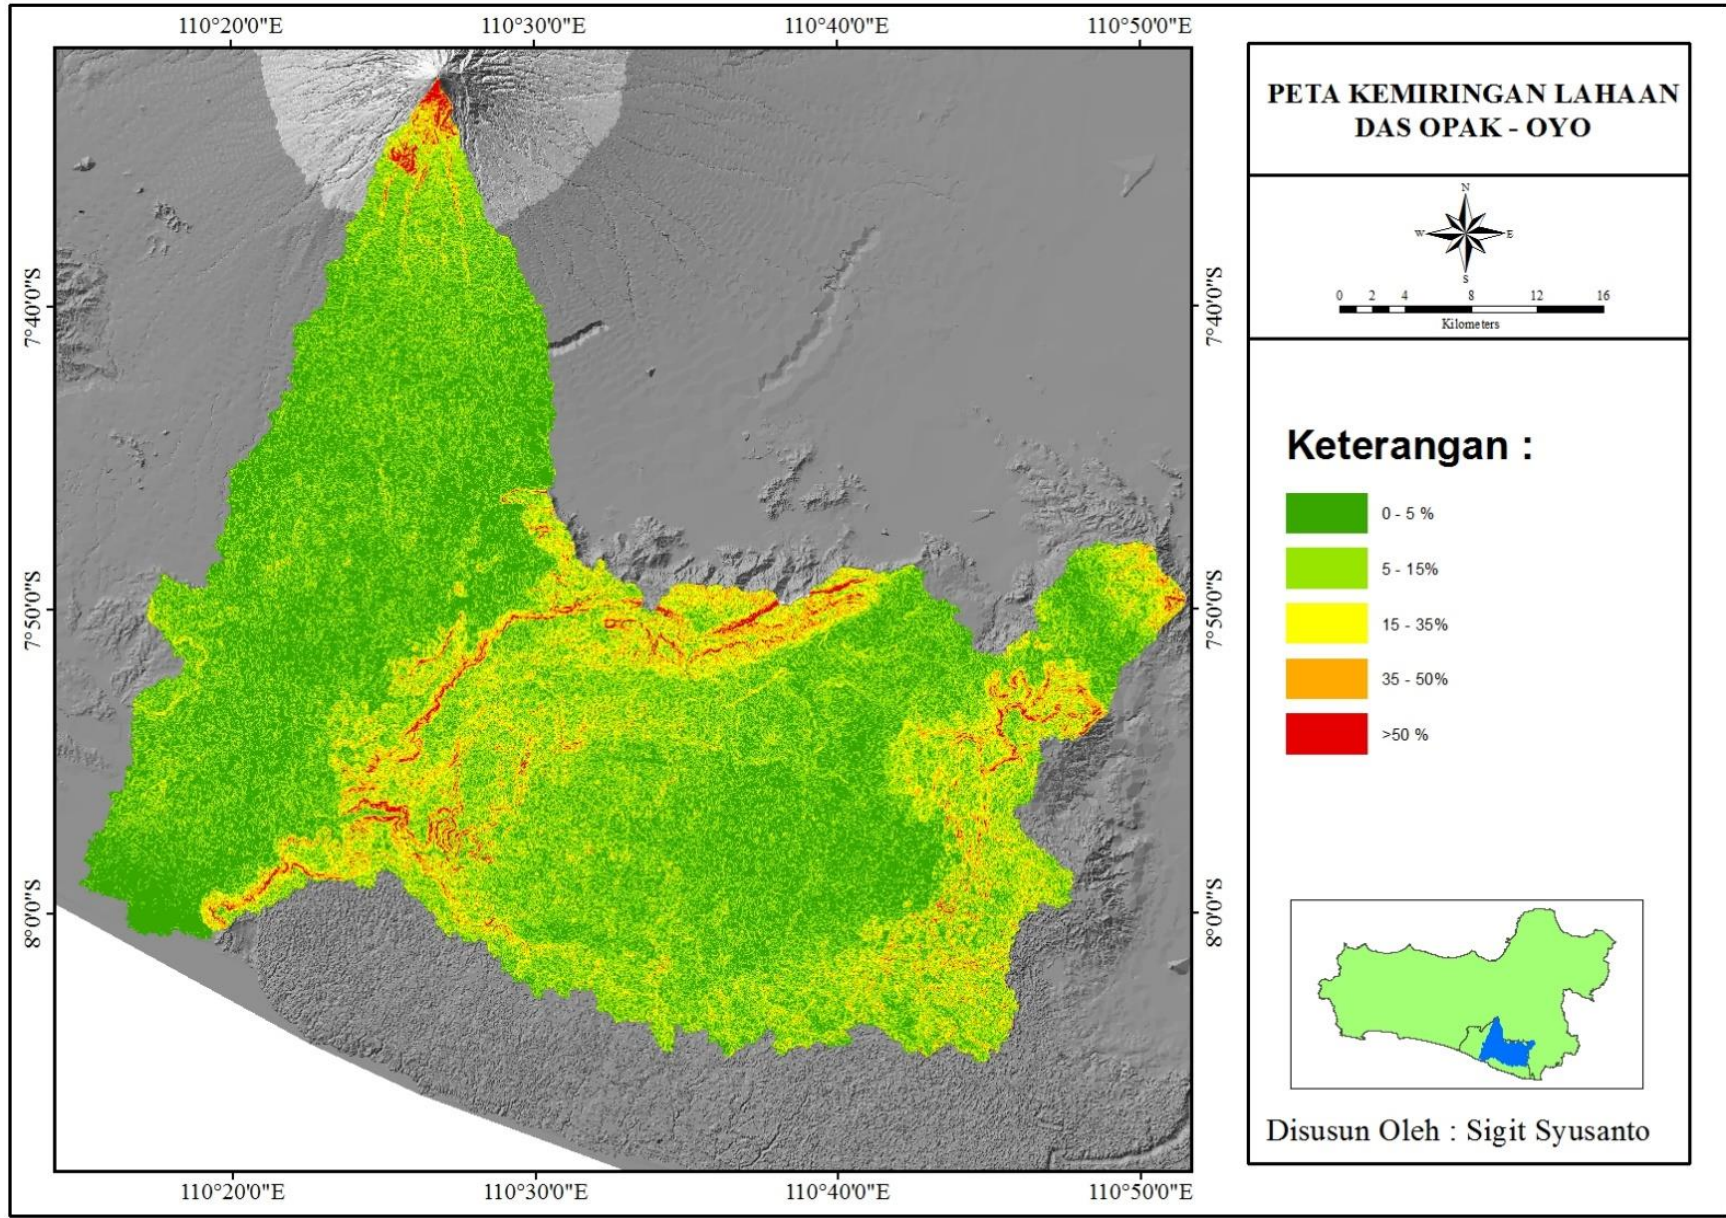 110°20'0"E
110°30'0"E
110°40'0"E
110°50'0"E
7°40'0"S
7°50'0"S
8°0'0"S
7°40'0"S
7°50'0"S
8°0'0"S
110°20'0"E
110°30'0"E
110°40'0"E
110°50'0"E
PETA KEMIRINGAN LAHAAN
DAS OPAK - OYO
N
W E
S
0 2 4 8 12 16
Kilometers
Keterangan :
0 - 5 %
5 - 15%
15 - 35%
35 - 50%
>50 %
Disusun Oleh : Sigit Syusanto